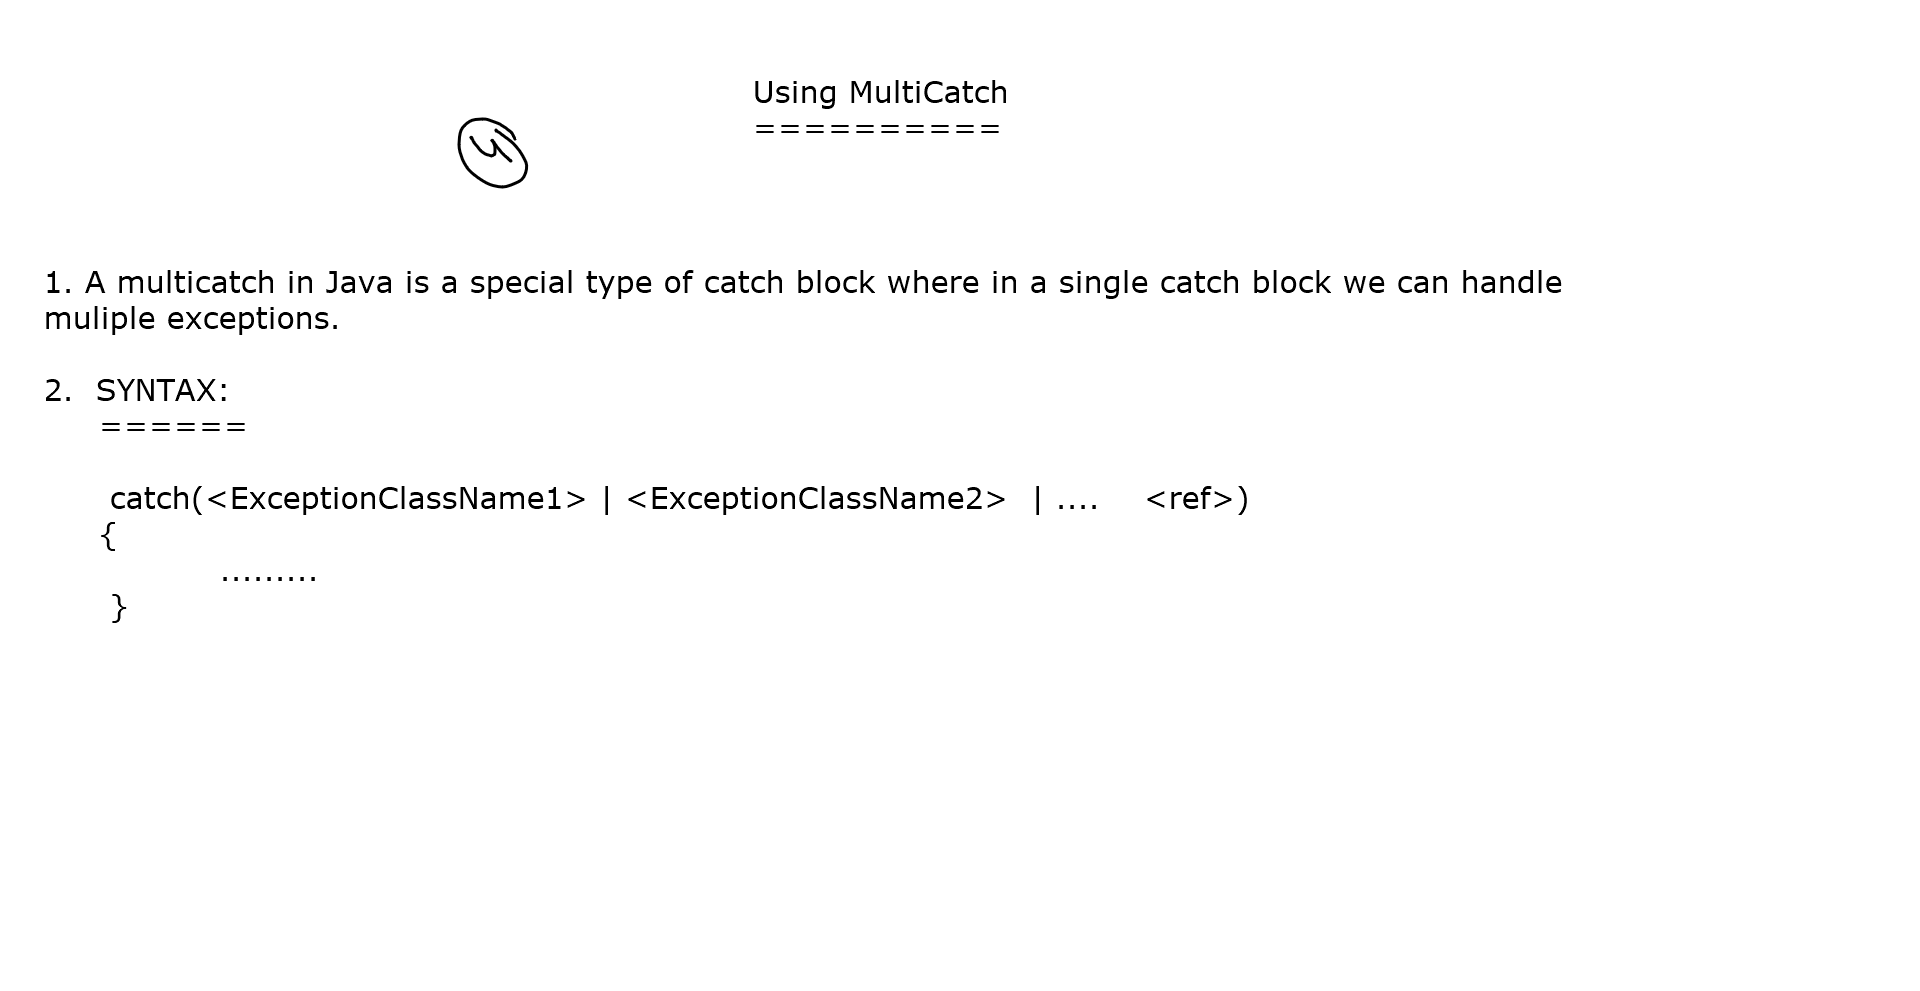 Using MultiCatch
==========
4
1. A multicatch in Java is a special type of catch block where in a single catch block we can handle
muliple exceptions.
2.  SYNTAX:
======
catch(<ExceptionClassName1> | <ExceptionClassName2>  | ....    <ref>)
{
.........
}